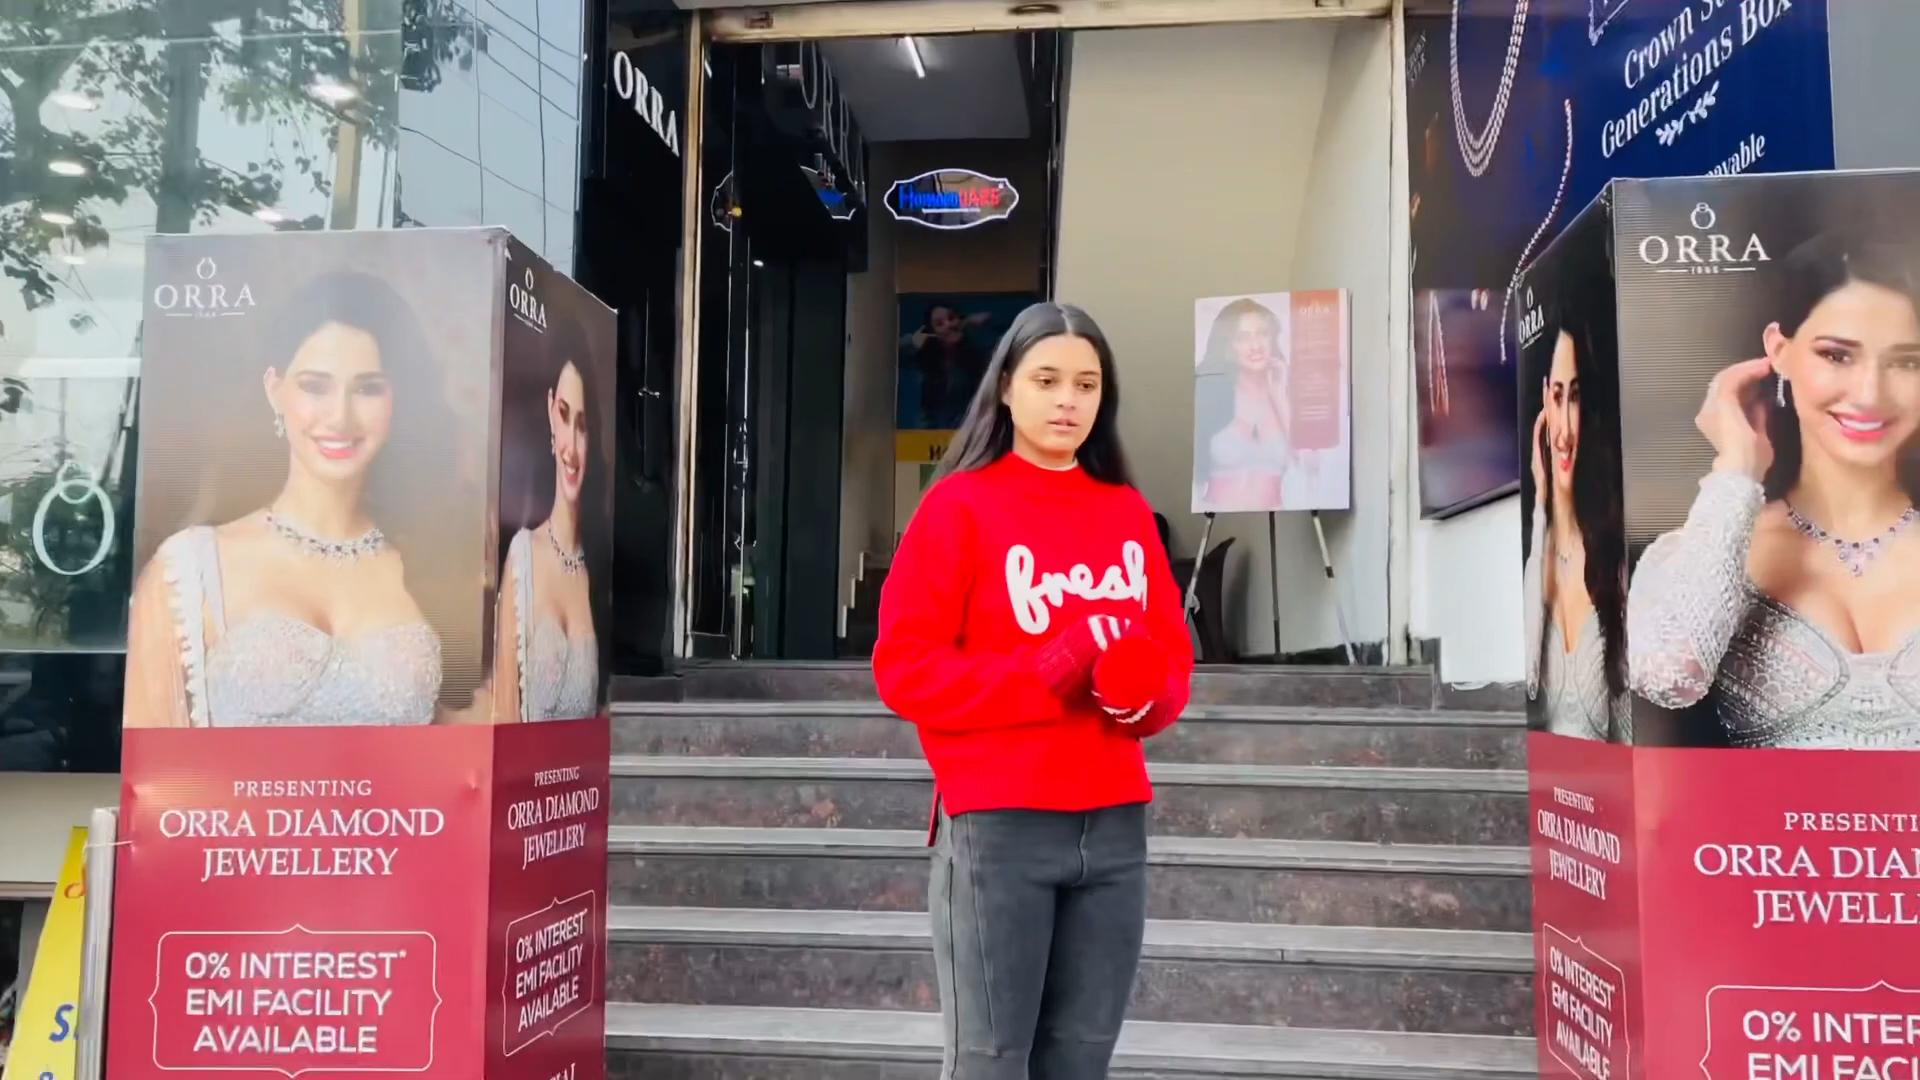 ORRA
ORRA
ORRA
PRESENTING
ORRA DIAMOND
JEWELLERY
0% INTEREST*
EMI FACILITY
AVAILABLE
PRESENTING
ORRA DIAMOND
JEWELLERY
0% INTEREST*
EMI FACILITY
AVAILABLE
fresh
ORRA
Crown
Generations Box
ORRA
ORRA
PRESENTING
ORRA DIAMOND
JEWELLERY
0% INTEREST*
EMI FACILITY
AVAILABLE
PRESENTI
ORRA DIA
JEWELL
0% INTER
EMI FACI